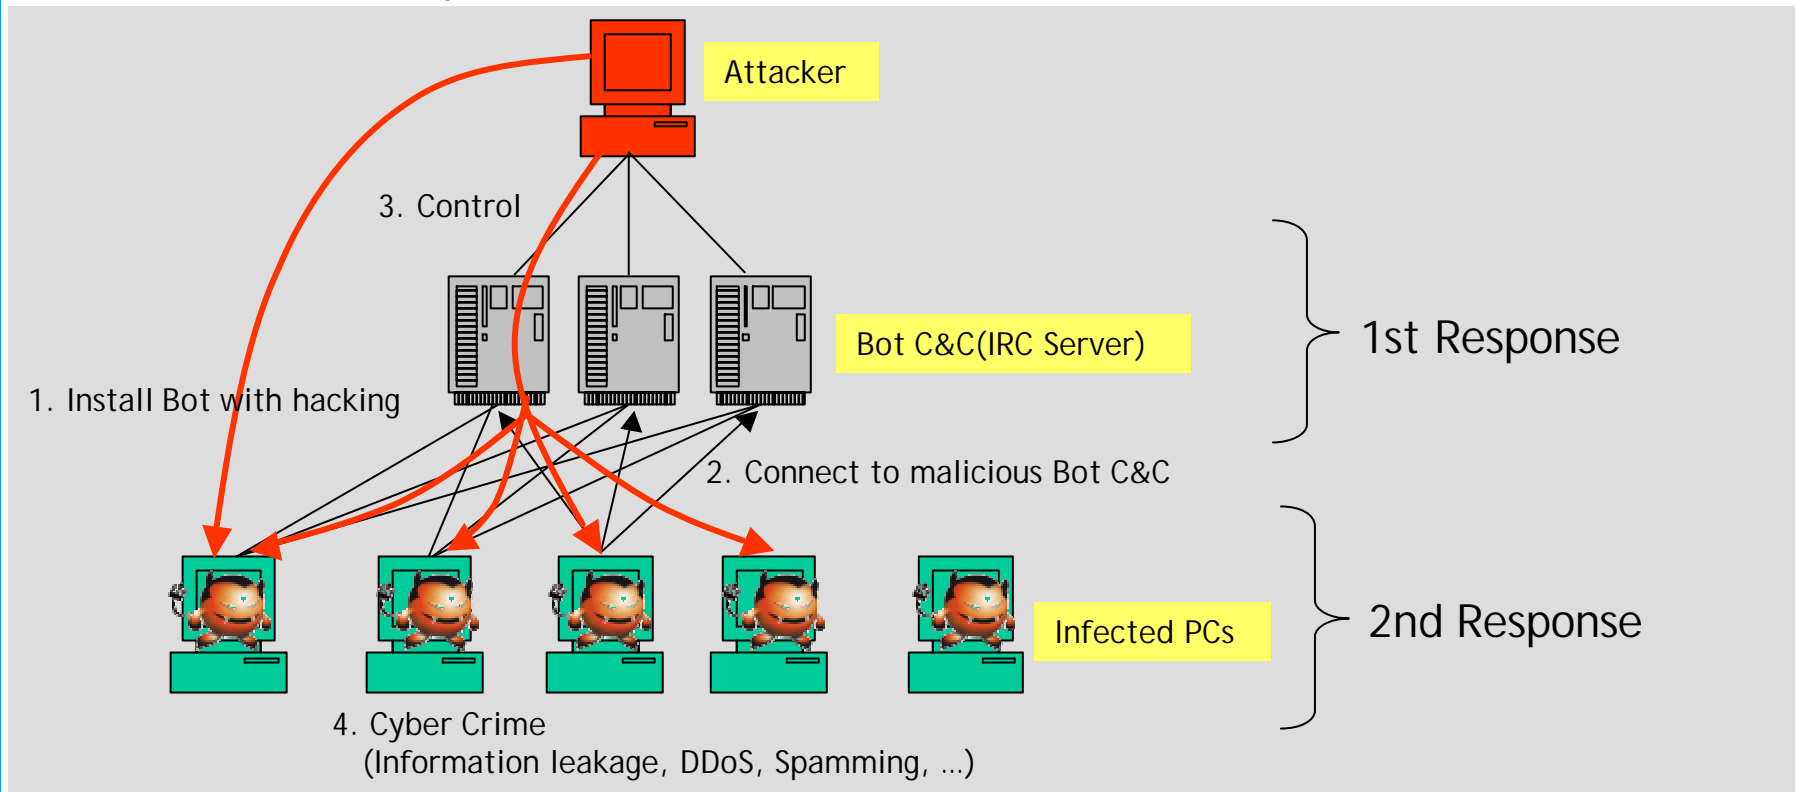 Attacker
3. Control
Bot C&C(IRC Server)
1st Response
1. Install Bot with hacking
2. Connect to malicious Bot C&C
Infected PCs
2nd Response
4. Cyber Crime
(Information leakage, DDoS, Spamming, …)